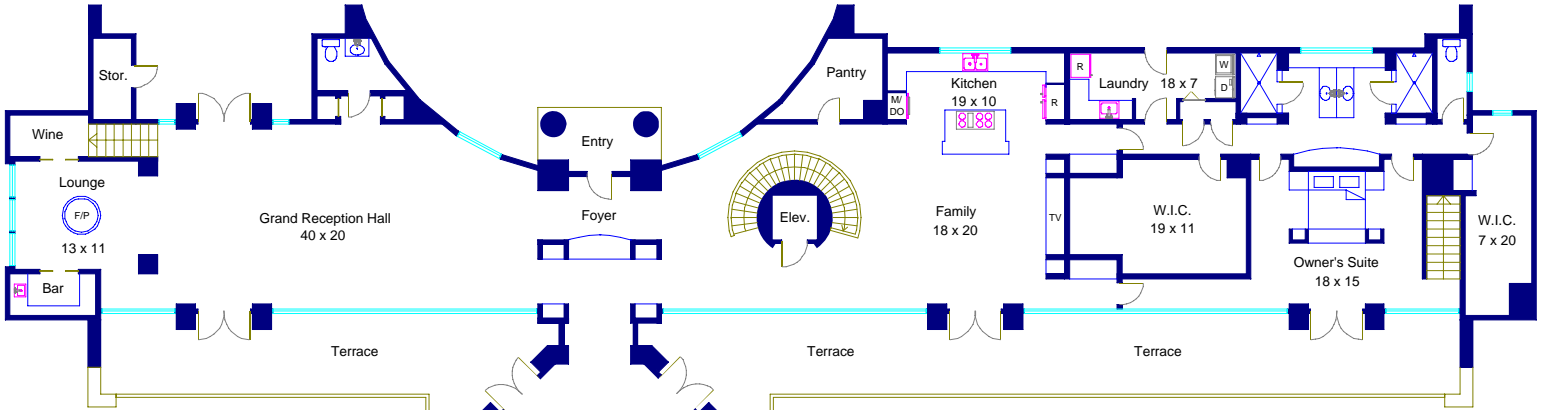 Stor.
Wine
Lounge
F/P
13 x 11
Bar
Grand Reception Hall
40 x 20
Entry
Foyer
Elev.
Pantry
Kitchen
19 x 10
M/
DO
R
R
Laundry
18 x 7
W
D
Family
18 x 20
TV
W.I.C.
19 x 11
Owner's Suite
18 x 15
W.I.C.
7 x 20
Terrace
Terrace
Terrace